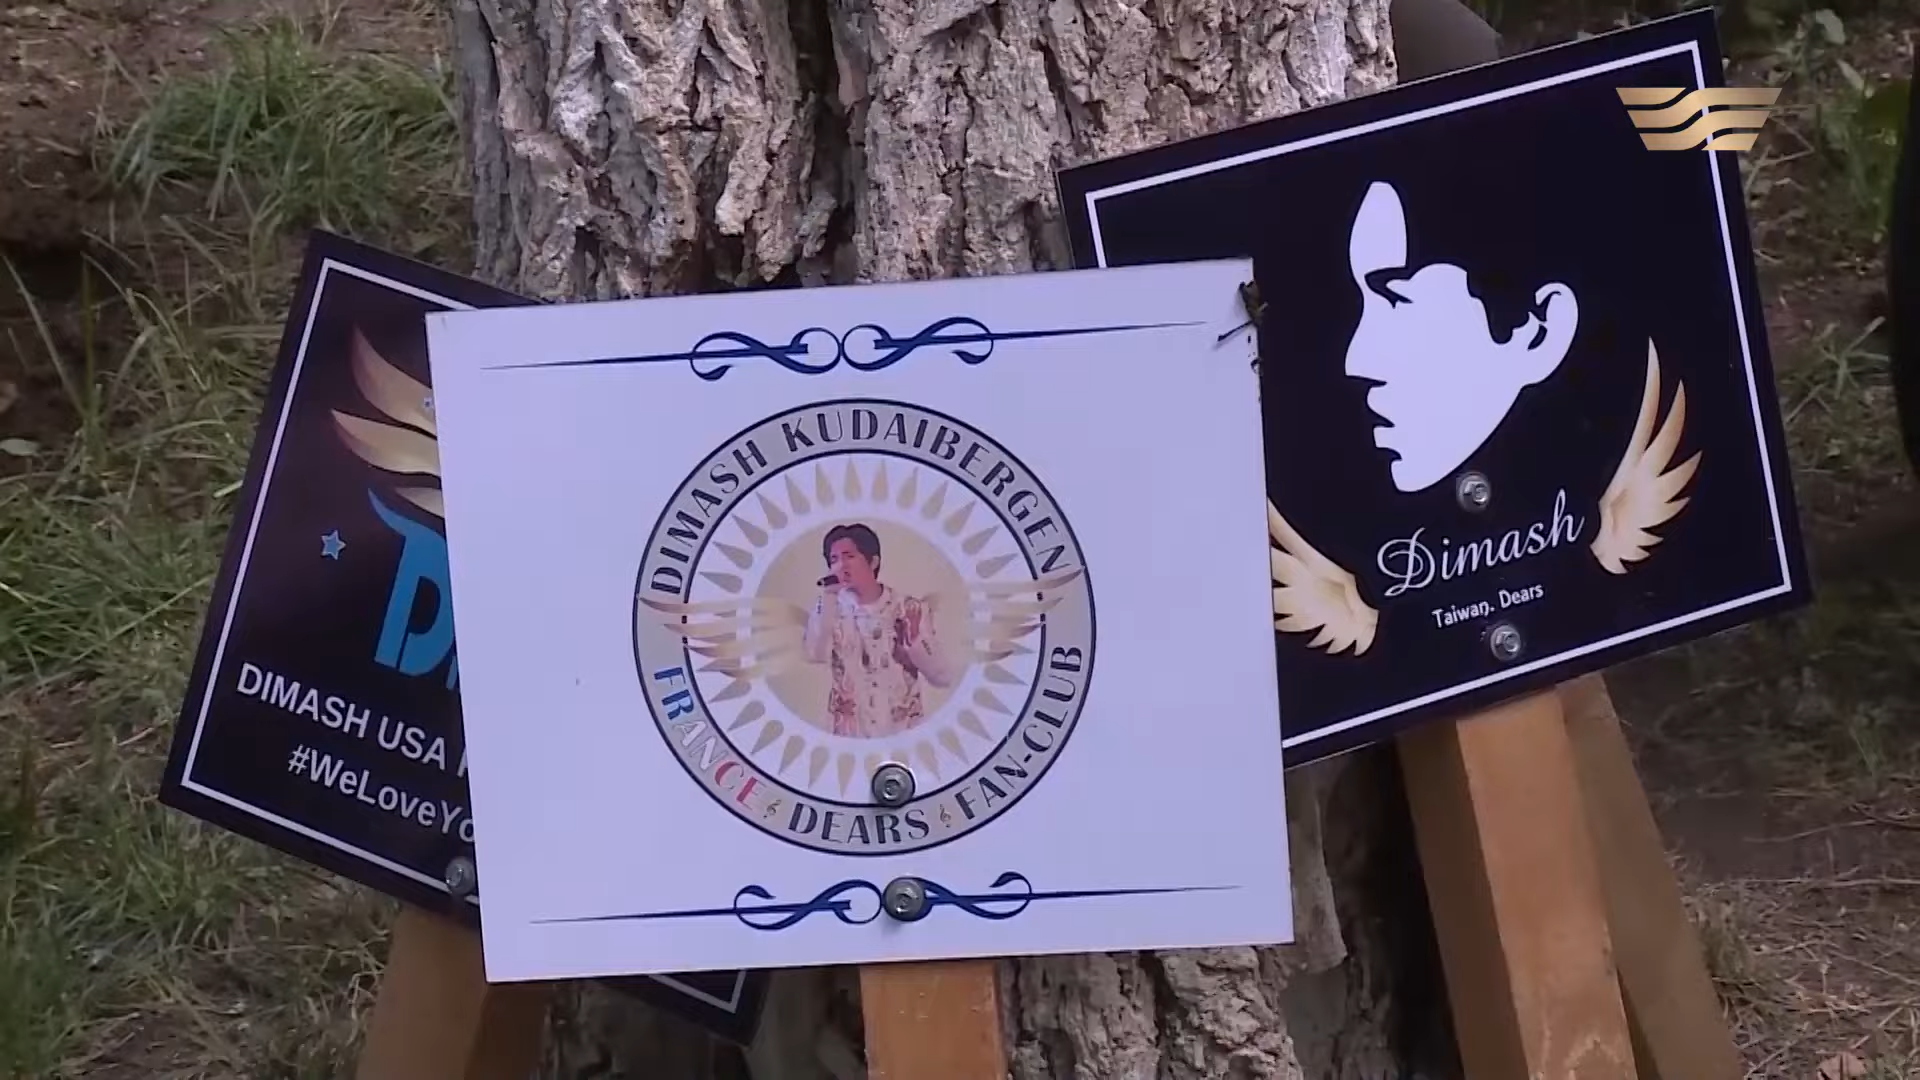 DIMASH USA
#WeLoveYo
DIMASH KUDAIBERGEN
FRANCE DEARS FAN-CLUB
Dimash
Taiwan. Dears